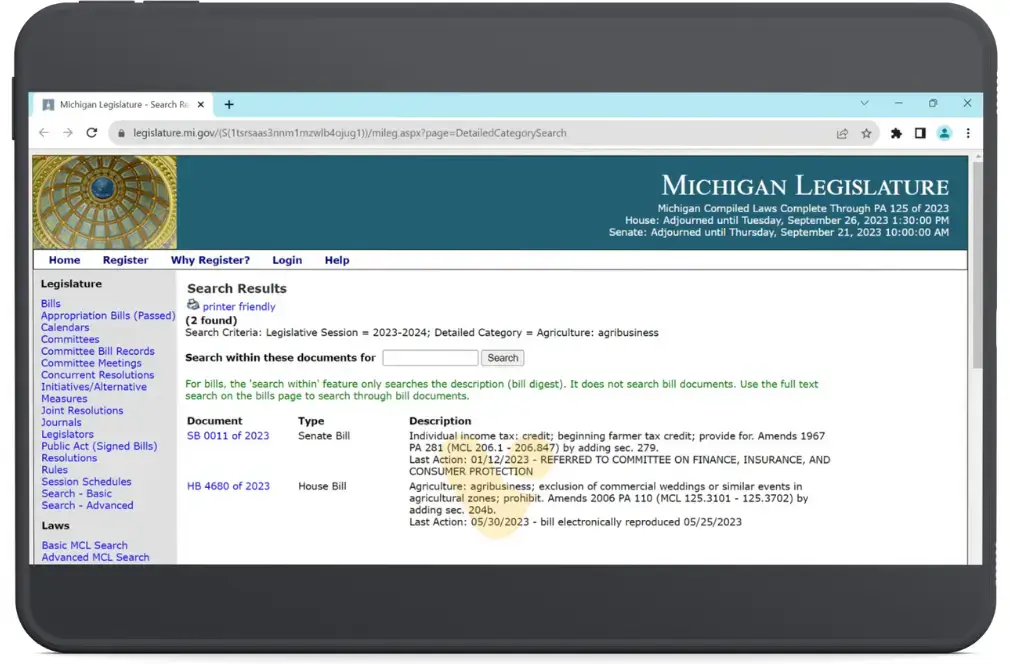 Michigan Legislature - Search Re
legislature.mi.gov/(S(1tsrsaas3nnm1mzwlb4ojug1))/mileg.aspx?page=DetailedCategorySearch
MICHIGAN LEGISLATURE
Michigan Compiled Laws Complete Through PA 125 of 2023
House: Adjourned until Tuesday, September 26, 2023 1:30:00 PM
Senate: Adjourned until Thursday, September 21, 2023 10:00:00 AM
Home Register Why Register? Login Help
Legislature
Bills
Appropriation Bills (Passed)
Calendars
Committees
Committee Bill Records
Committee Meetings
Concurrent Resolutions
Initiatives/Alternative
Measures
Joint Resolutions
Journals
Legislators
Public Act (Signed Bills)
Resolutions
Rules
Session Schedules
Search - Basic
Search - Advanced
Laws
Basic MCL Search
Advanced MCL Search
Search Results
printer friendly
(2 found)
Search Criteria: Legislative Session = 2023-2024; Detailed Category = Agriculture: agribusiness
Search within these documents for Search
For bills, the 'search within' feature only searches the description (bill digest). It does not search bill documents. Use the full text
search on the bills page to search through bill documents.
Document Type Description
SB 0011 of 2023 Senate Bill Individual income tax: credit; beginning farmer tax credit; provide for. Amends 1967
PA 281 (MCL 206.1 - 206.847) by adding sec. 279.
Last Action: 01/12/2023 - REFERRED TO COMMITTEE ON FINANCE, INSURANCE, AND
CONSUMER PROTECTION
HB 4680 of 2023 House Bill Agriculture: agribusiness; exclusion of commercial weddings or similar events in
agricultural zones; prohibit. Amends 2006 PA 110 (MCL 125.3101 - 125.3702) by
adding sec. 204b.
Last Action: 05/30/2023 - bill electronically reproduced 05/25/2023